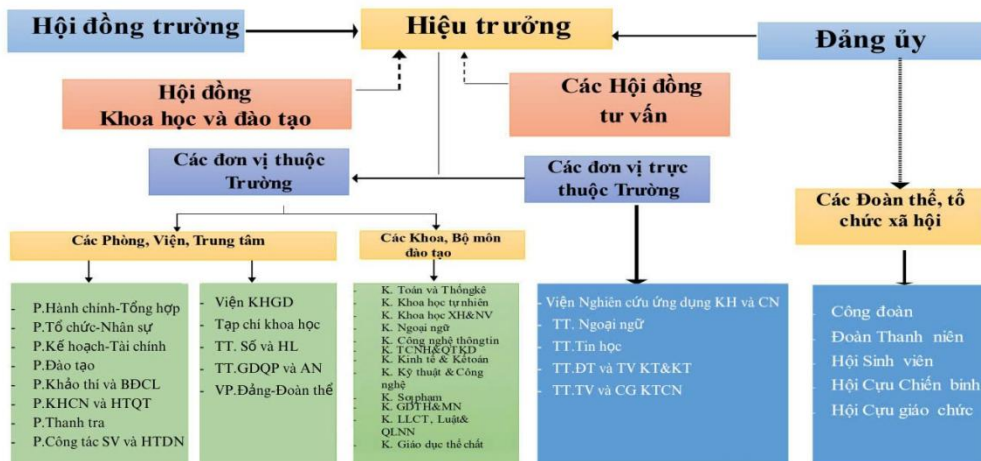 Hội đồng trường
Hiệu trưởng
Đảng ủy
Hội đồng
Khoa học và đào tạo
Các Hội đồng
tư vấn
Các đơn vị thuộc
Trường
Các đơn vị trực
thuộc Trường
Các Đoàn thể, tổ
chức xã hội
Các Phòng, Viện, Trung tâm
Các Khoa, Bộ môn
đào tạo
- P.Hành chính-Tổng hợp
- P.Tổ chức-Nhân sự
- P.Kế hoạch-Tài chính
- P.Đào tạo
- P.Khảo thí và BĐCL
- P.KHCN và HTQT
- P.Thanh tra
- P.Công tác SV và HTDN
- Viện KHGD
- Tạp chí khoa học
- TT. Số và HL
- TT.GDQP và AN
- VP.Đảng-Đoàn thể
- K. Toán và Thốngkê
- K. Khoa học tự nhiên
- K. Khoa học XH&NV
- K. Ngoại ngữ
- K. Công nghệ thôngtin
- K. TCNH&QTKD
- K. Kinh tế & Kếtoán
- K. Kỹ thuật & Công
nghệ
- K. Sưphạm
- K. GDTH&MN
- K. LLCT, Luật&
QLNN
- K. Giáo dục thể chất
- Viện Nghiên cứu ứng dụng KH và CN
- TT. Ngoại ngữ
- TT.Tin học
- TT.ĐT và TV KT&KT
- TT.TV và CG KTCN
- Công đoàn
- Đoàn Thanh niên
- Hội Sinh viên
- Hội Cựu Chiến binh
- Hội Cựu giáo chức